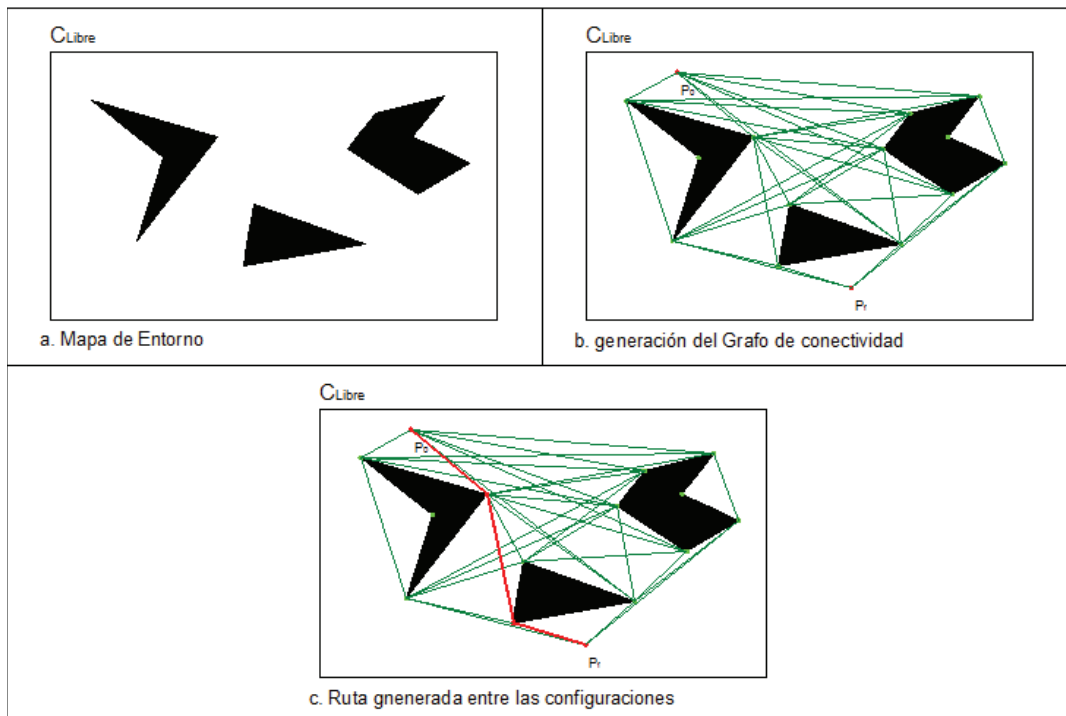 CLibre
a. Mapa de Entorno
CLibre
P0
Pf
b. generación del Grafo de conectividad
CLibre
P0
Pf
c. Ruta gnenerada entre las configuraciones